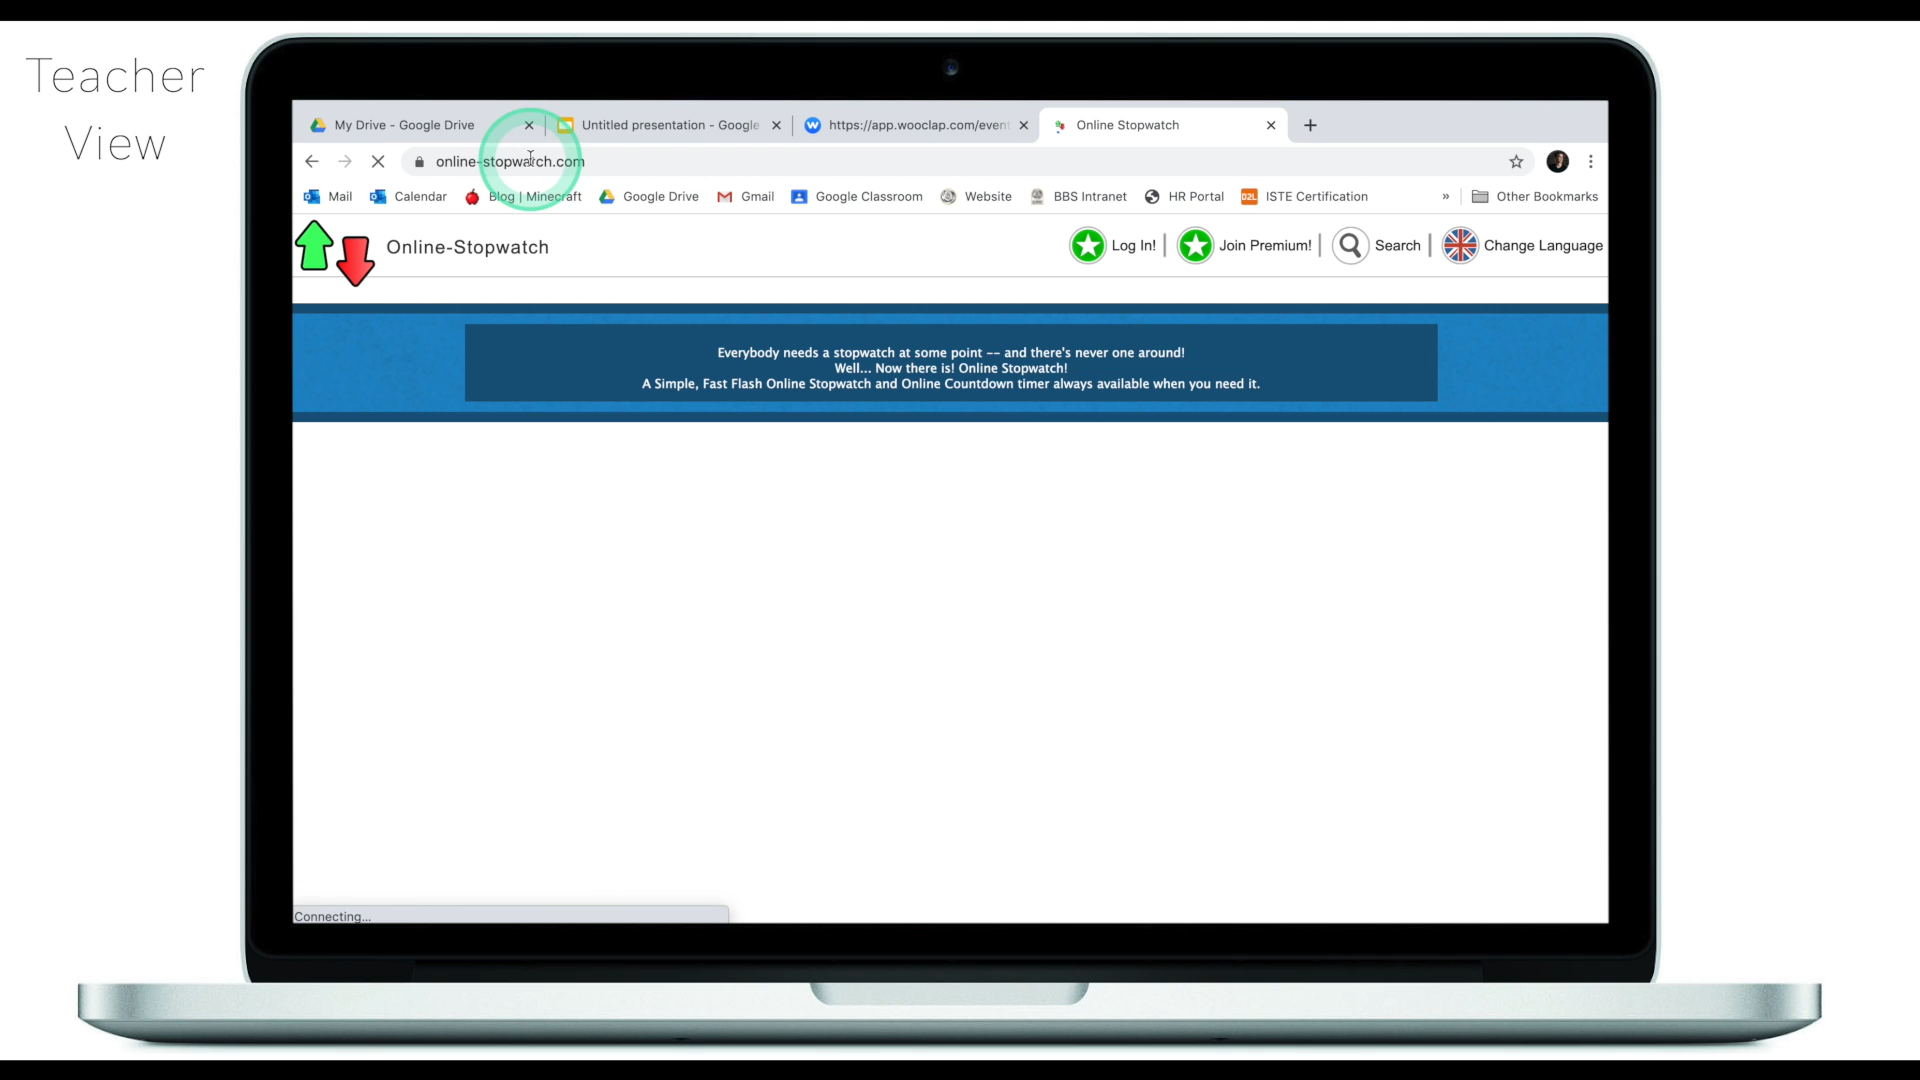 Teacher
View
My Drive - Google Drive
Untitled presentation - Google
https://app.wooclap.com/event
Online Stopwatch
online-stopwatch.com
Mail
Calendar
Blog | Minecraft
Google Drive
Gmail
Google Classroom
Website
BBS Intranet
HR Portal
D2L
ISTE Certification
»
Other Bookmarks
Online-Stopwatch
Log In! |
Join Premium! |
Search |
Change Language
Everybody needs a stopwatch at some point -- and there's never one around!
Well... Now there is! Online Stopwatch!
A Simple, Fast Flash Online Stopwatch and Online Countdown timer always available when you need it.
Connecting...